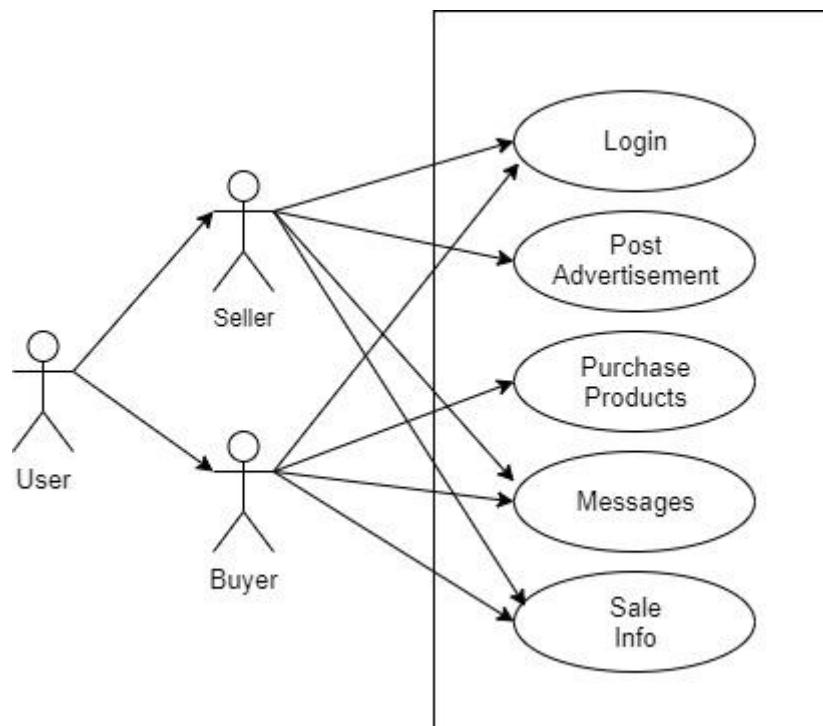 Login
Post
Advertisement
Seller
Purchase
Products
User
Messages
Buyer
Sale
Info